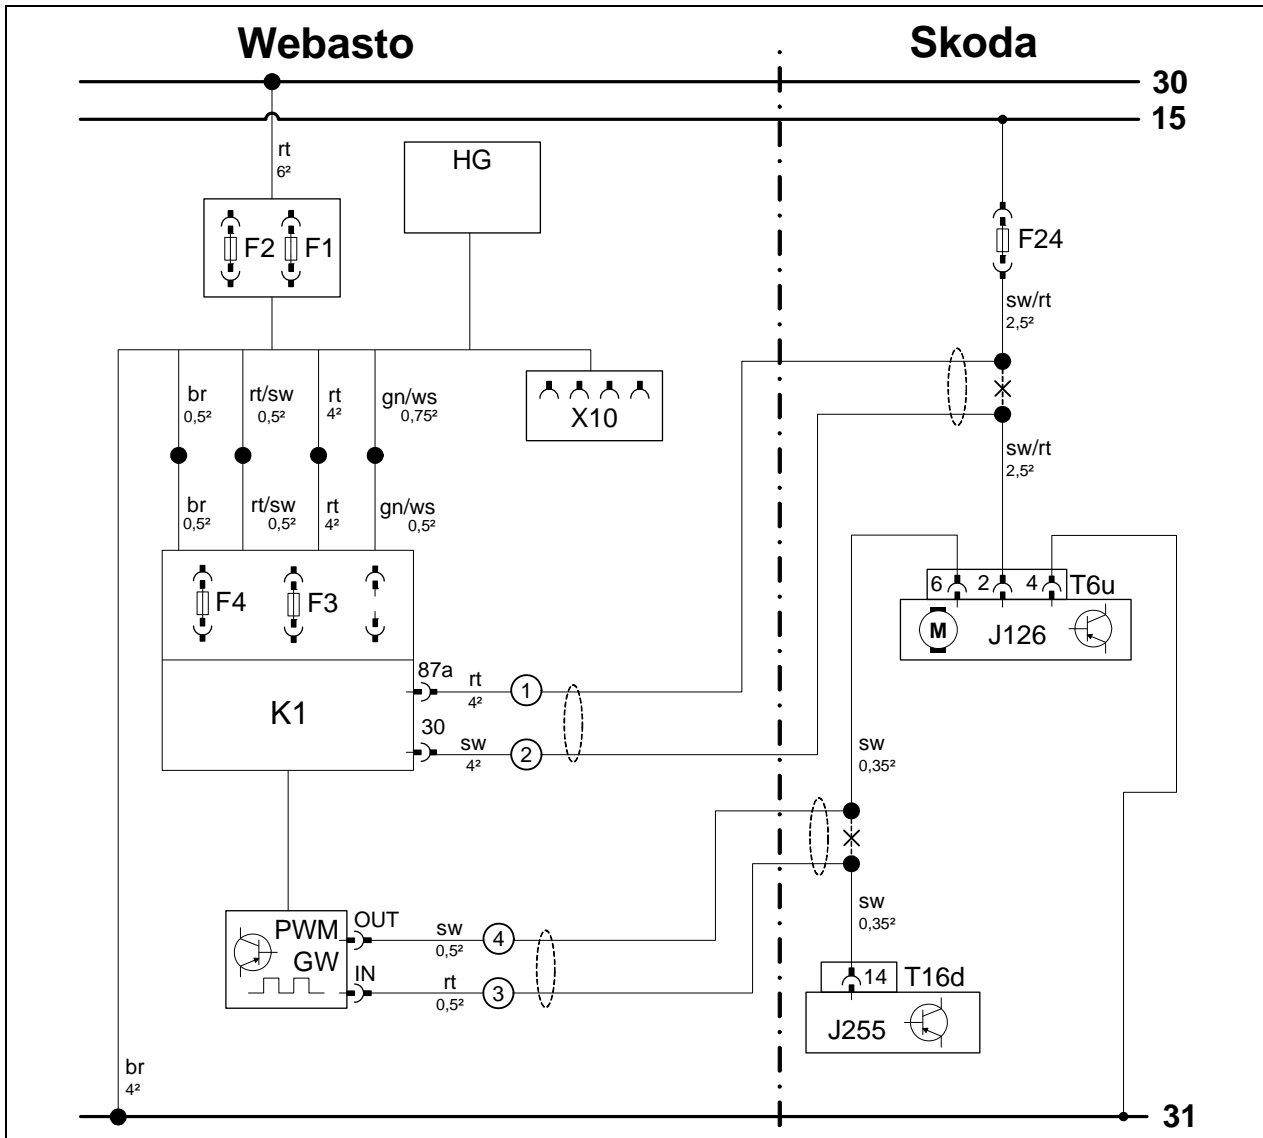 Webasto
Skoda
30
15
rt
6²
HG
F2
F1
F24
sw/rt
2,5²
br
0,5²
rt/sw
0,5²
rt
4²
gn/ws
0,75²
X10
sw/rt
2,5²
br
0,5²
rt/sw
0,5²
rt
4²
gn/ws
0,5²
F4
F3
6
2
4
T6u
M
J126
87a
rt
4²
1
K1
30
sw
4²
2
sw
0,35²
sw
0,35²
PWM
GW
OUT
sw
0,5²
4
IN
rt
0,5²
3
14
T16d
J255
br
4²
31